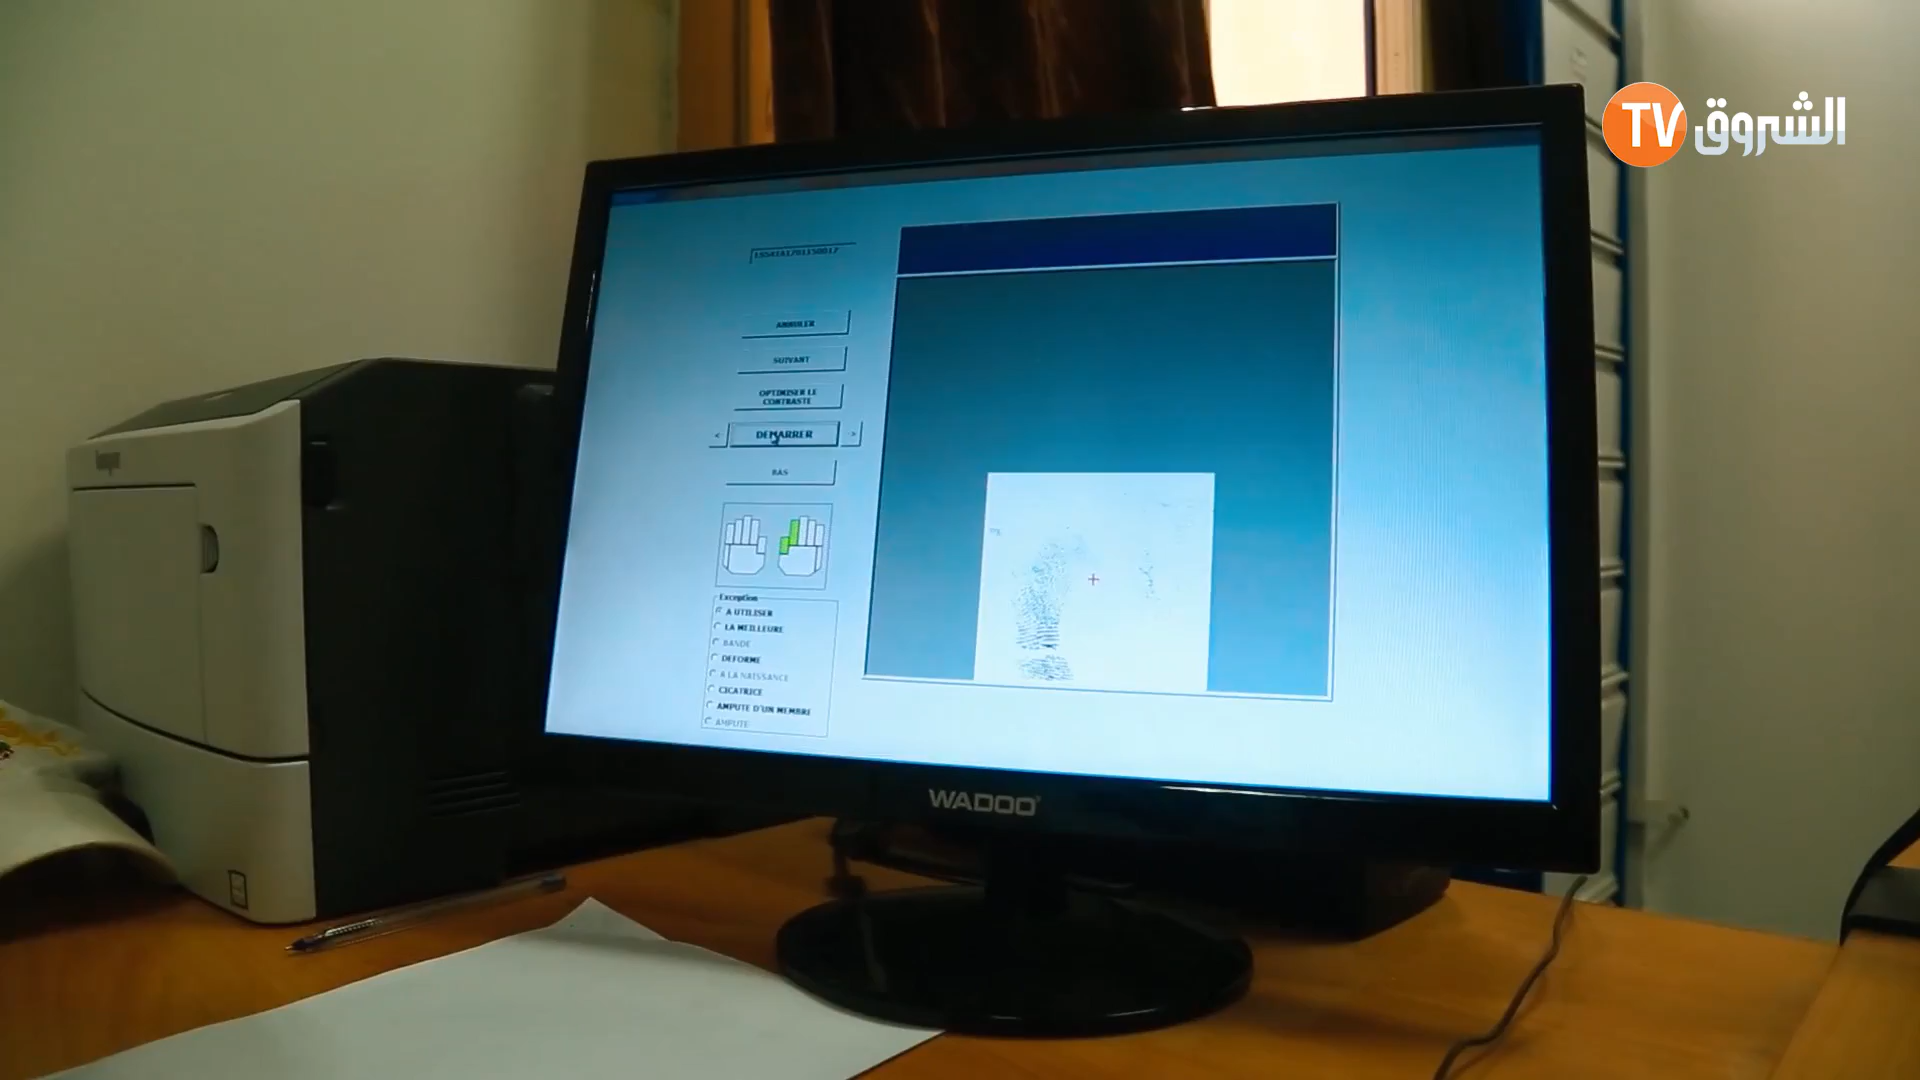 TV الشروق
ANNULER
SUIVANT
OPTIMISER LE
CONTRASTE
< DEMARRER >
BAS
Exception
A UTILISER
LA MEILLEURE
BANDE
DEFORME
A LA NAISSANCE
CICATRICE
AMPUTE D'UN MEMBRE
AMPUTE
WADOO